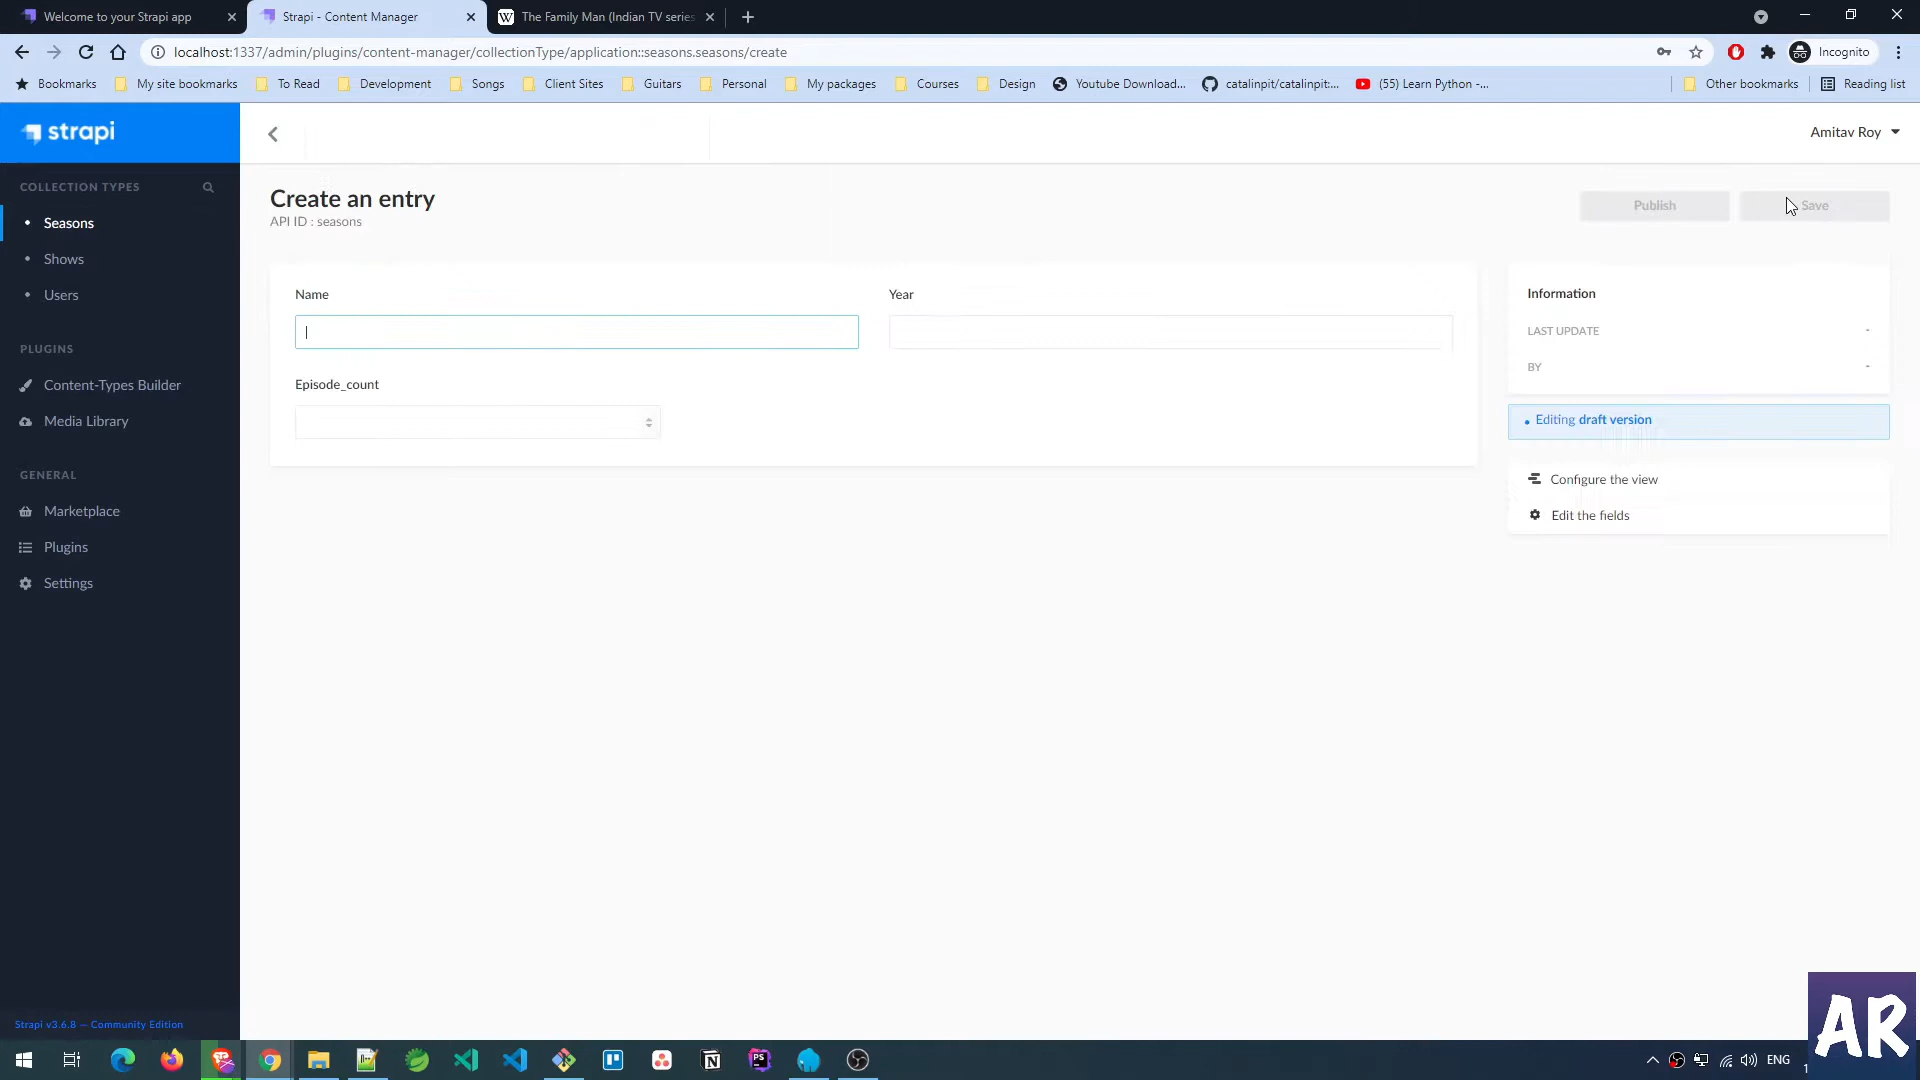 Welcome to your Strapi app
Strapi - Content Manager
The Family Man (Indian TV series
localhost:1337/admin/plugins/content-manager/collectionType/application::seasons.seasons/create
Incognito
Bookmarks
My site bookmarks
To Read
Development
Songs
Client Sites
Guitars
Personal
My packages
Courses
Design
Youtube Download...
catalinpit/catalinpit:...
(55) Learn Python -...
Other bookmarks
Reading list
strapi
Amitav Roy
COLLECTION TYPES
Seasons
Shows
Users
PLUGINS
Content-Types Builder
Media Library
GENERAL
Marketplace
Plugins
Settings
Strapi v3.6.8 — Community Edition
Create an entry
API ID : seasons
Publish
Save
Name
Year
Episode_count
Information
LAST UPDATE
-
BY
-
Editing draft version
Configure the view
Edit the fields
ENG
AR